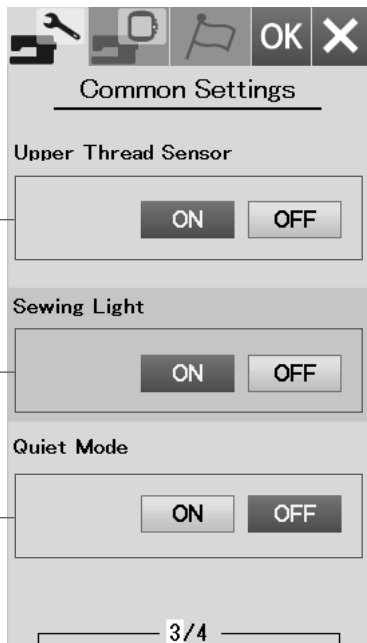 OK
Common Settings
Upper Thread Sensor
ON OFF
Sewing Light
ON OFF
Quiet Mode
ON OFF
3/4